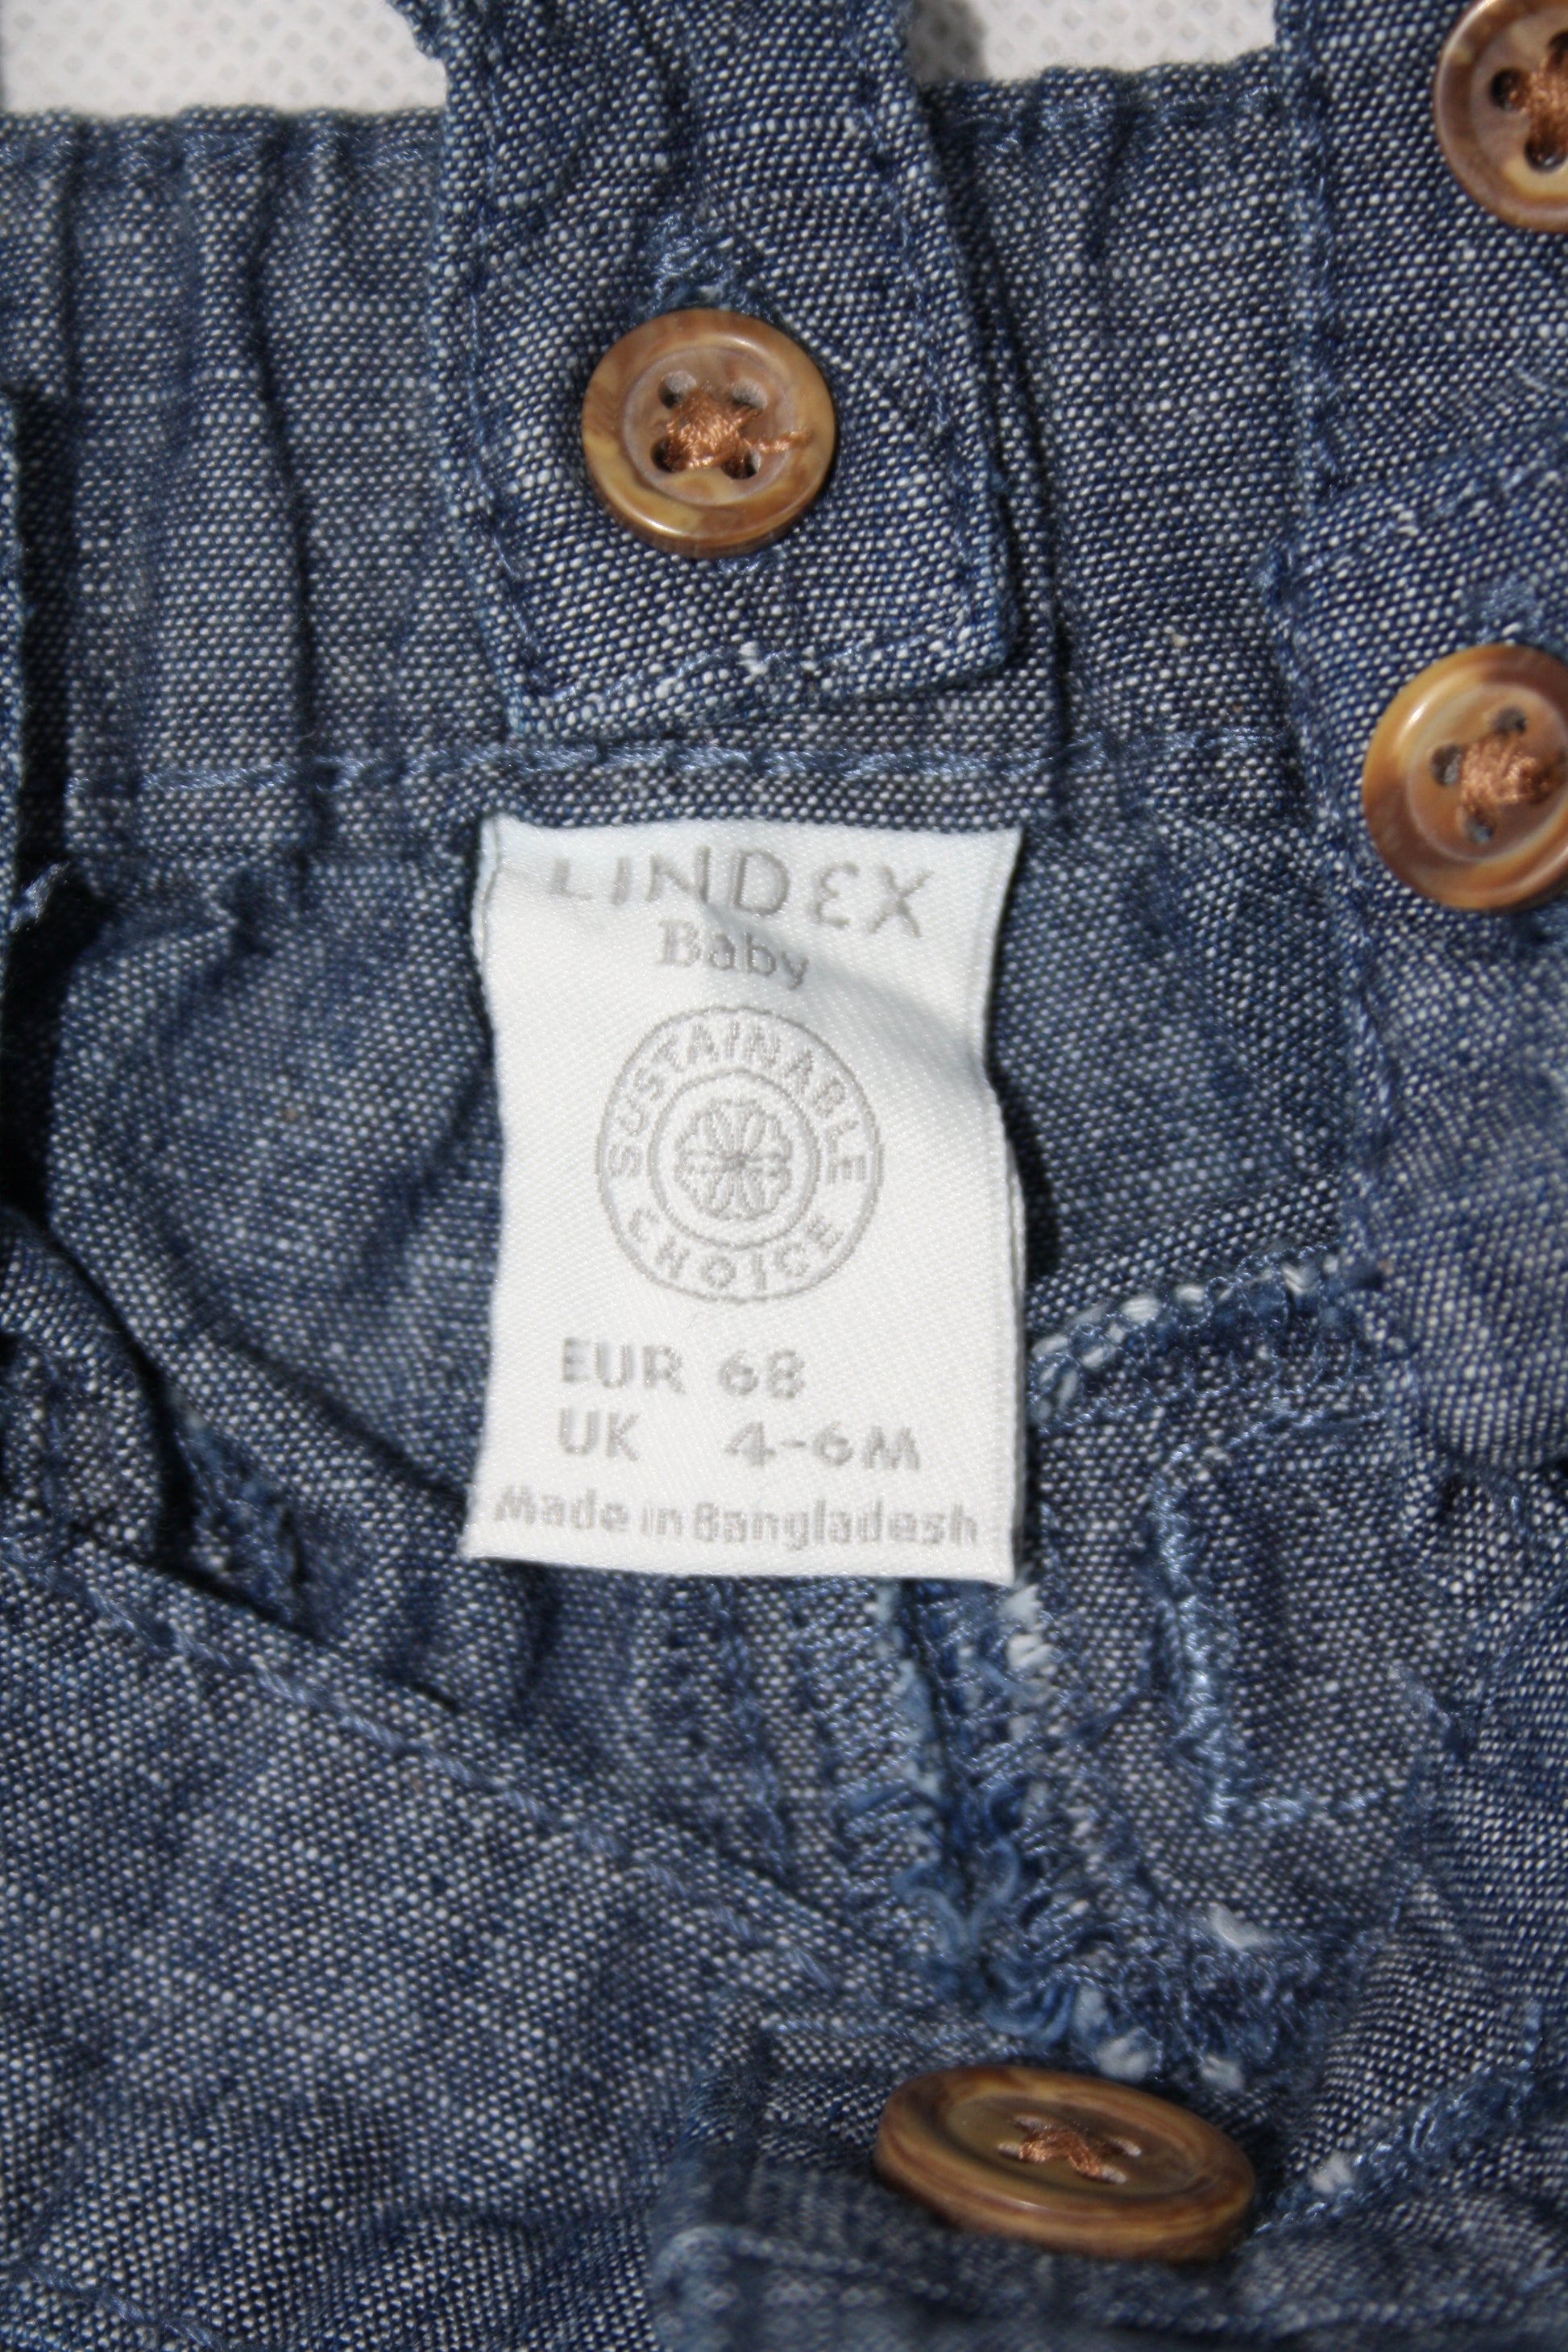 LINDEX
Baby
SUSTAINABLE
CHOICE
EUR 68
UK 4-6M
Made in Bangladesh